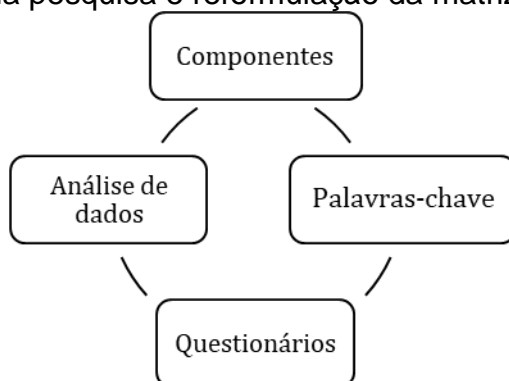 pesquisa e reformulação da matriz
Componentes
Análise de
dados
Palavras-chave
Questionários